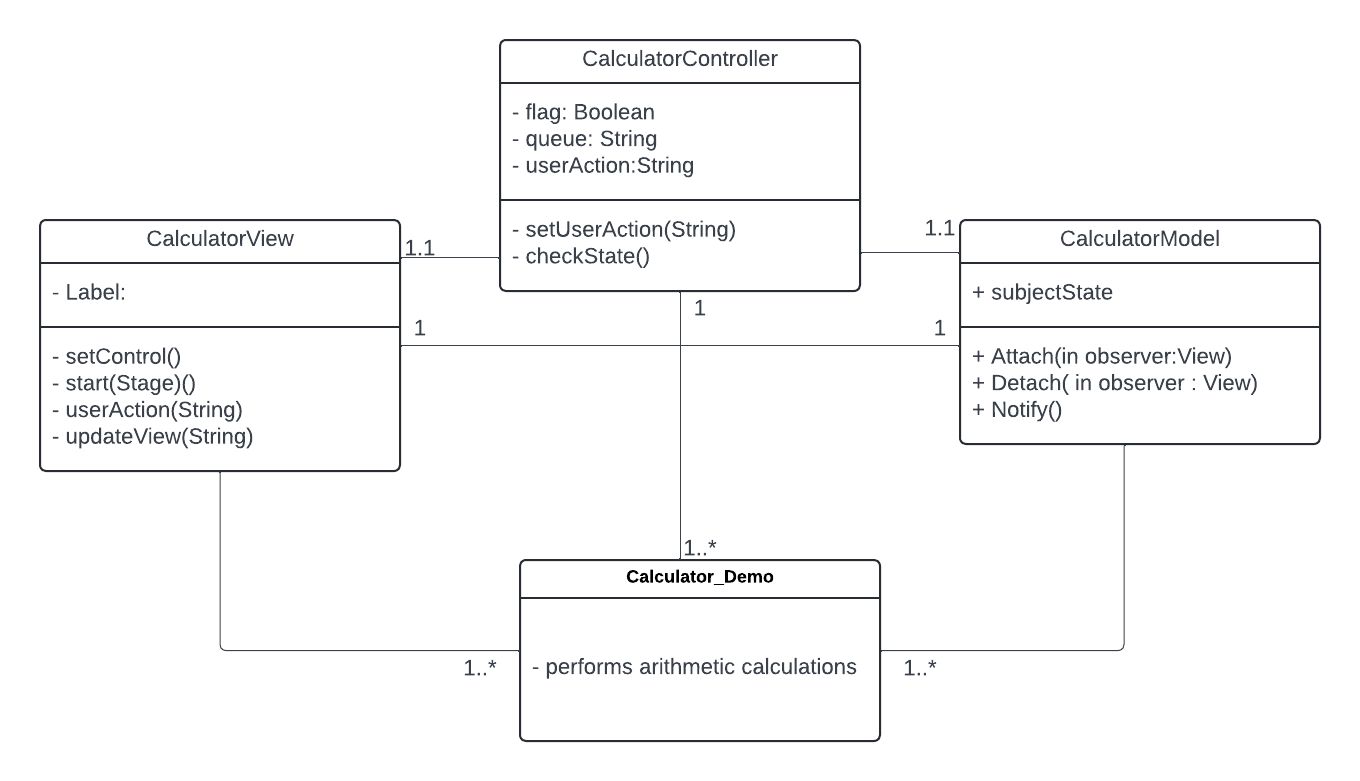 CalculatorController
- flag: Boolean
- queue: String
- userAction:String
- setUserAction(String)
- checkState()
CalculatorView
- Label:
- setControl()
- start(Stage)()
- userAction(String)
- updateView(String)
1.1
1.1
CalculatorModel
+ subjectState
+ Attach(in observer:View)
+ Detach( in observer : View)
+ Notify()
1
1
1
1..*
Calculator_Demo
- performs arithmetic calculations
1..*
1..*